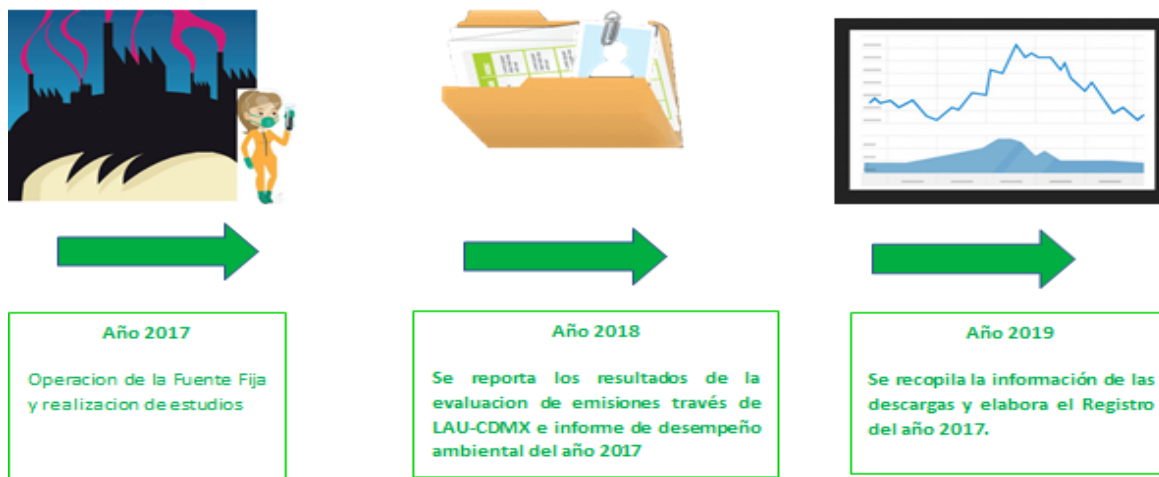 Año 2017
Operacion de la Fuente Fija
y realizacion de estudios
Año 2018
Se reporta los resultados de la
evaluacion de emisiones través de
LAU-CDMX e informe de desempeño
ambiental del año 2017
Año 2019
Se recopila la información de las
descargas y elabora el Registro
del año 2017.